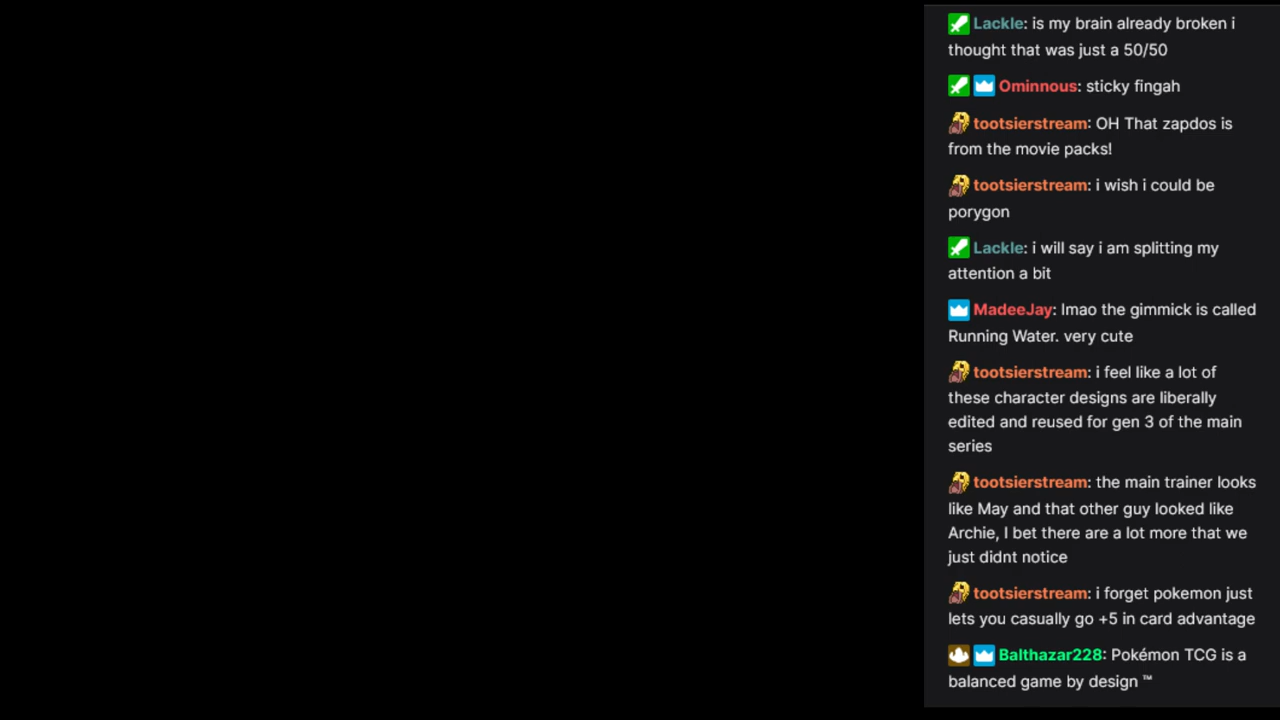 Lackle: is my brain already broken i
thought that was just a 50/50
Ominnous: sticky fingah
tootsierstream: OH That zapdos is
from the movie packs!
tootsierstream: i wish i could be
porygon
Lackle: i will say i am splitting my
attention a bit
MadeeJay: lmao the gimmick is called
Running Water. very cute
tootsierstream: i feel like a lot of
these character designs are liberally
edited and reused for gen 3 of the main
series
tootsierstream: the main trainer looks
like May and that other guy looked like
Archie, I bet there are a lot more that we
just didnt notice
tootsierstream: i forget pokemon just
lets you casually go +5 in card advantage
Balthazar228: Pokémon TCG is a
balanced game by design ™